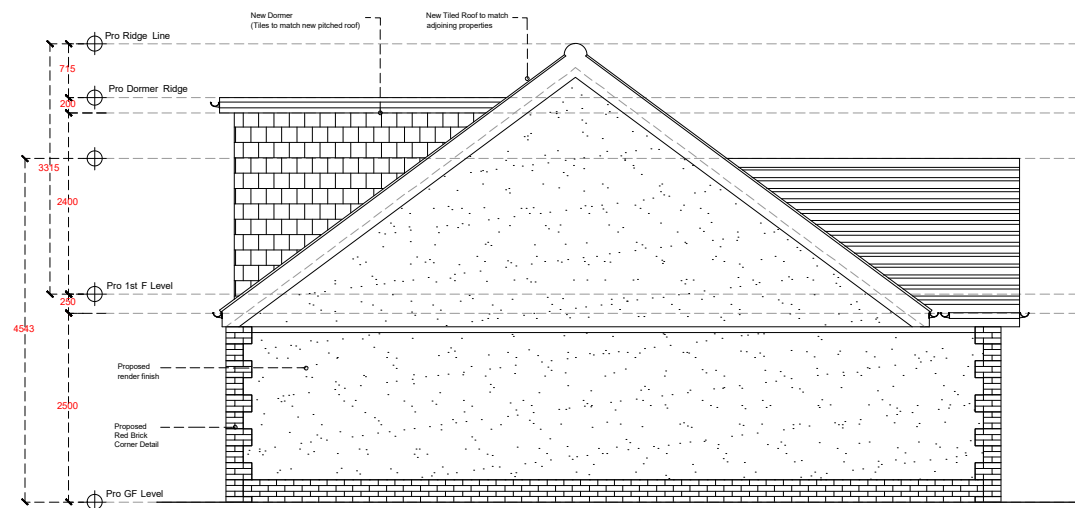 New Dormer
(Tiles to match new pitched roof)
New Tiled Roof to match
adjoining properties
Pro Ridge Line
715
Pro Dormer Ridge
200
3315
2400
Pro 1st F Level
250
4543
Proposed
render finish
2500
Proposed
Red Brick
Corner Detail
Pro GF Level